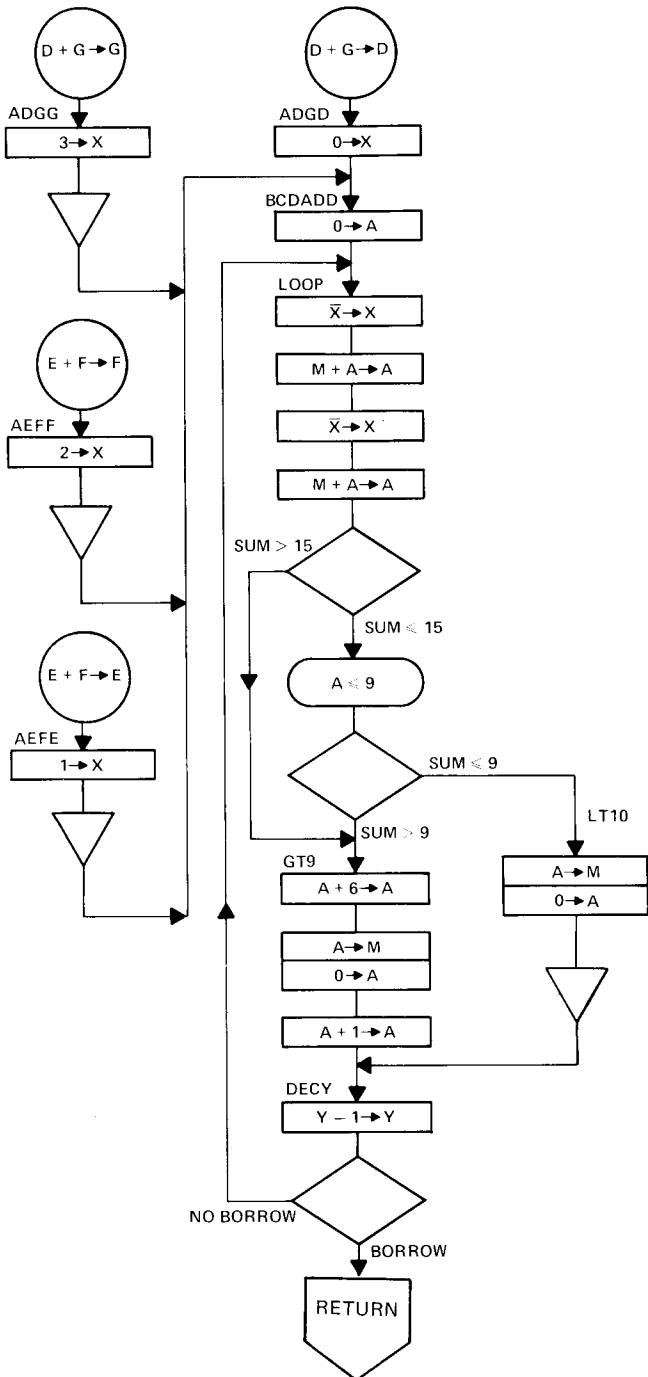 D + G → G
ADGG
3 → X
E + F → F
AEFF
2 → X
E + F → E
AEFE
1 → X
D + G → D
ADGD
0 → X
BCDADD
0 → A
LOOP
X̅ → X
M + A → A
X̅ → X
M + A → A
SUM > 15
SUM ⩽ 15
A ⩽ 9
SUM ⩽ 9
SUM > 9
LT10
A → M
0 → A
GT9
A + 6 → A
A → M
0 → A
A + 1 → A
DECY
Y − 1 → Y
NO BORROW
BORROW
RETURN